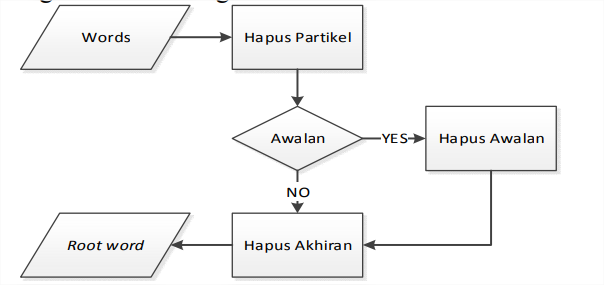 Words
Hapus Partikel
Awalan
YES
Hapus Awalan
NO
Root word
Hapus Akhiran